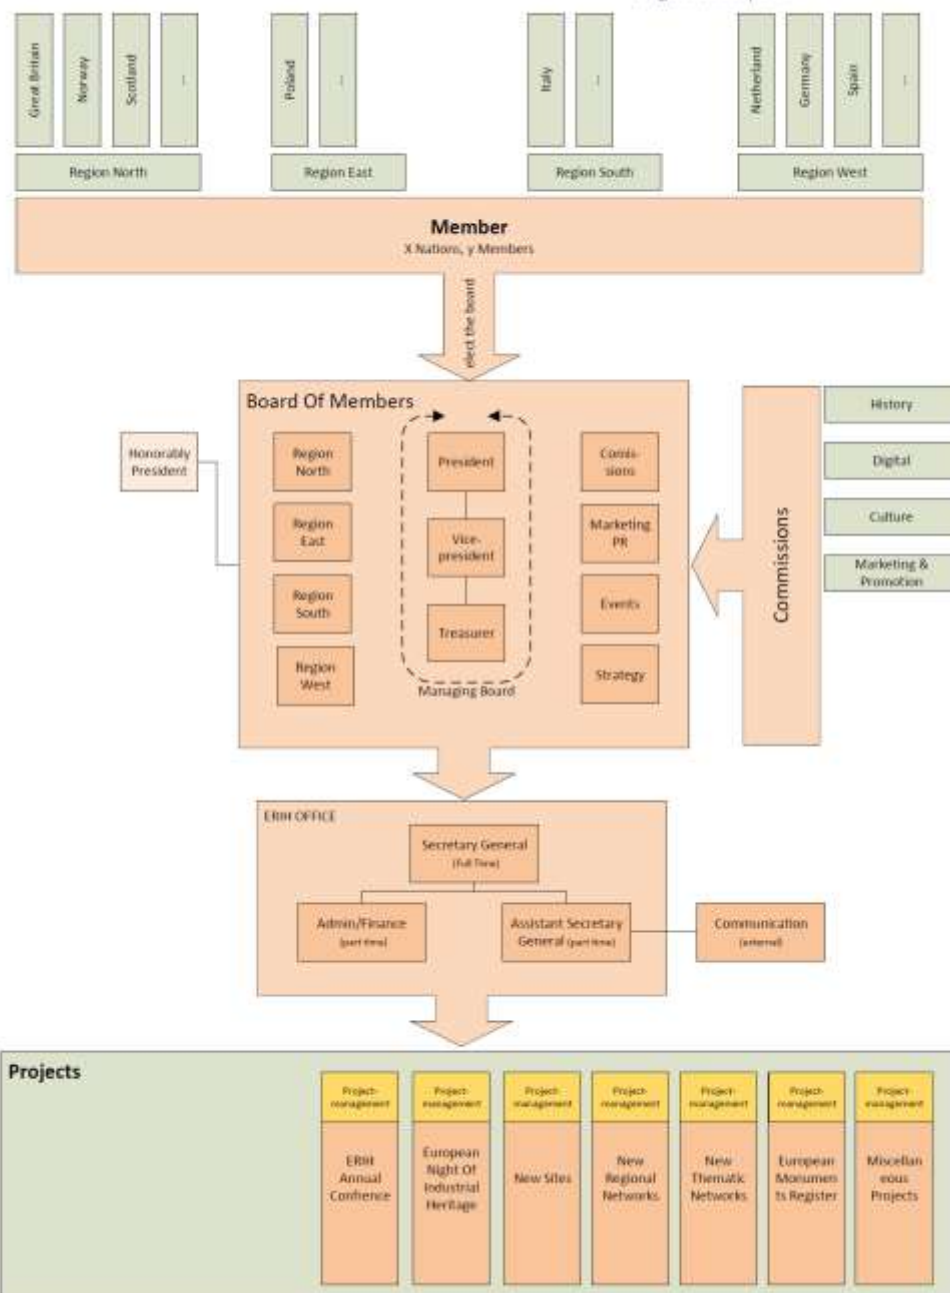 Great Britain
Norway
Scotland
...
Poland
...
Italy
...
Netherland
Germany
Spain
...
Region North
Region East
Region South
Region West
Member
X Nations, y Members
elect the board
Board Of Members
Honorably
President
Region
North
Region
East
Region
South
Region
West
President
Vice-
president
Treasurer
Managing Board
Comis-
sions
Marketing
PR
Events
Strategy
Commissions
History
Digital
Culture
Marketing &
Promotion
ERIH OFFICE
Secretary General
(Full Time)
Admin/Finance
(part time)
Assistant Secretary
General (part time)
Communication
(external)
Projects
Project-
management
ERIH
Annual
Confrence
Project-
management
European
Night Of
Industrial
Heritage
Project-
management
New Sites
Project-
management
New
Regional
Networks
Project-
management
New
Thematic
Networks
Project-
management
European
Monumen
ts Register
Project-
management
Miscellan
eous
Projects